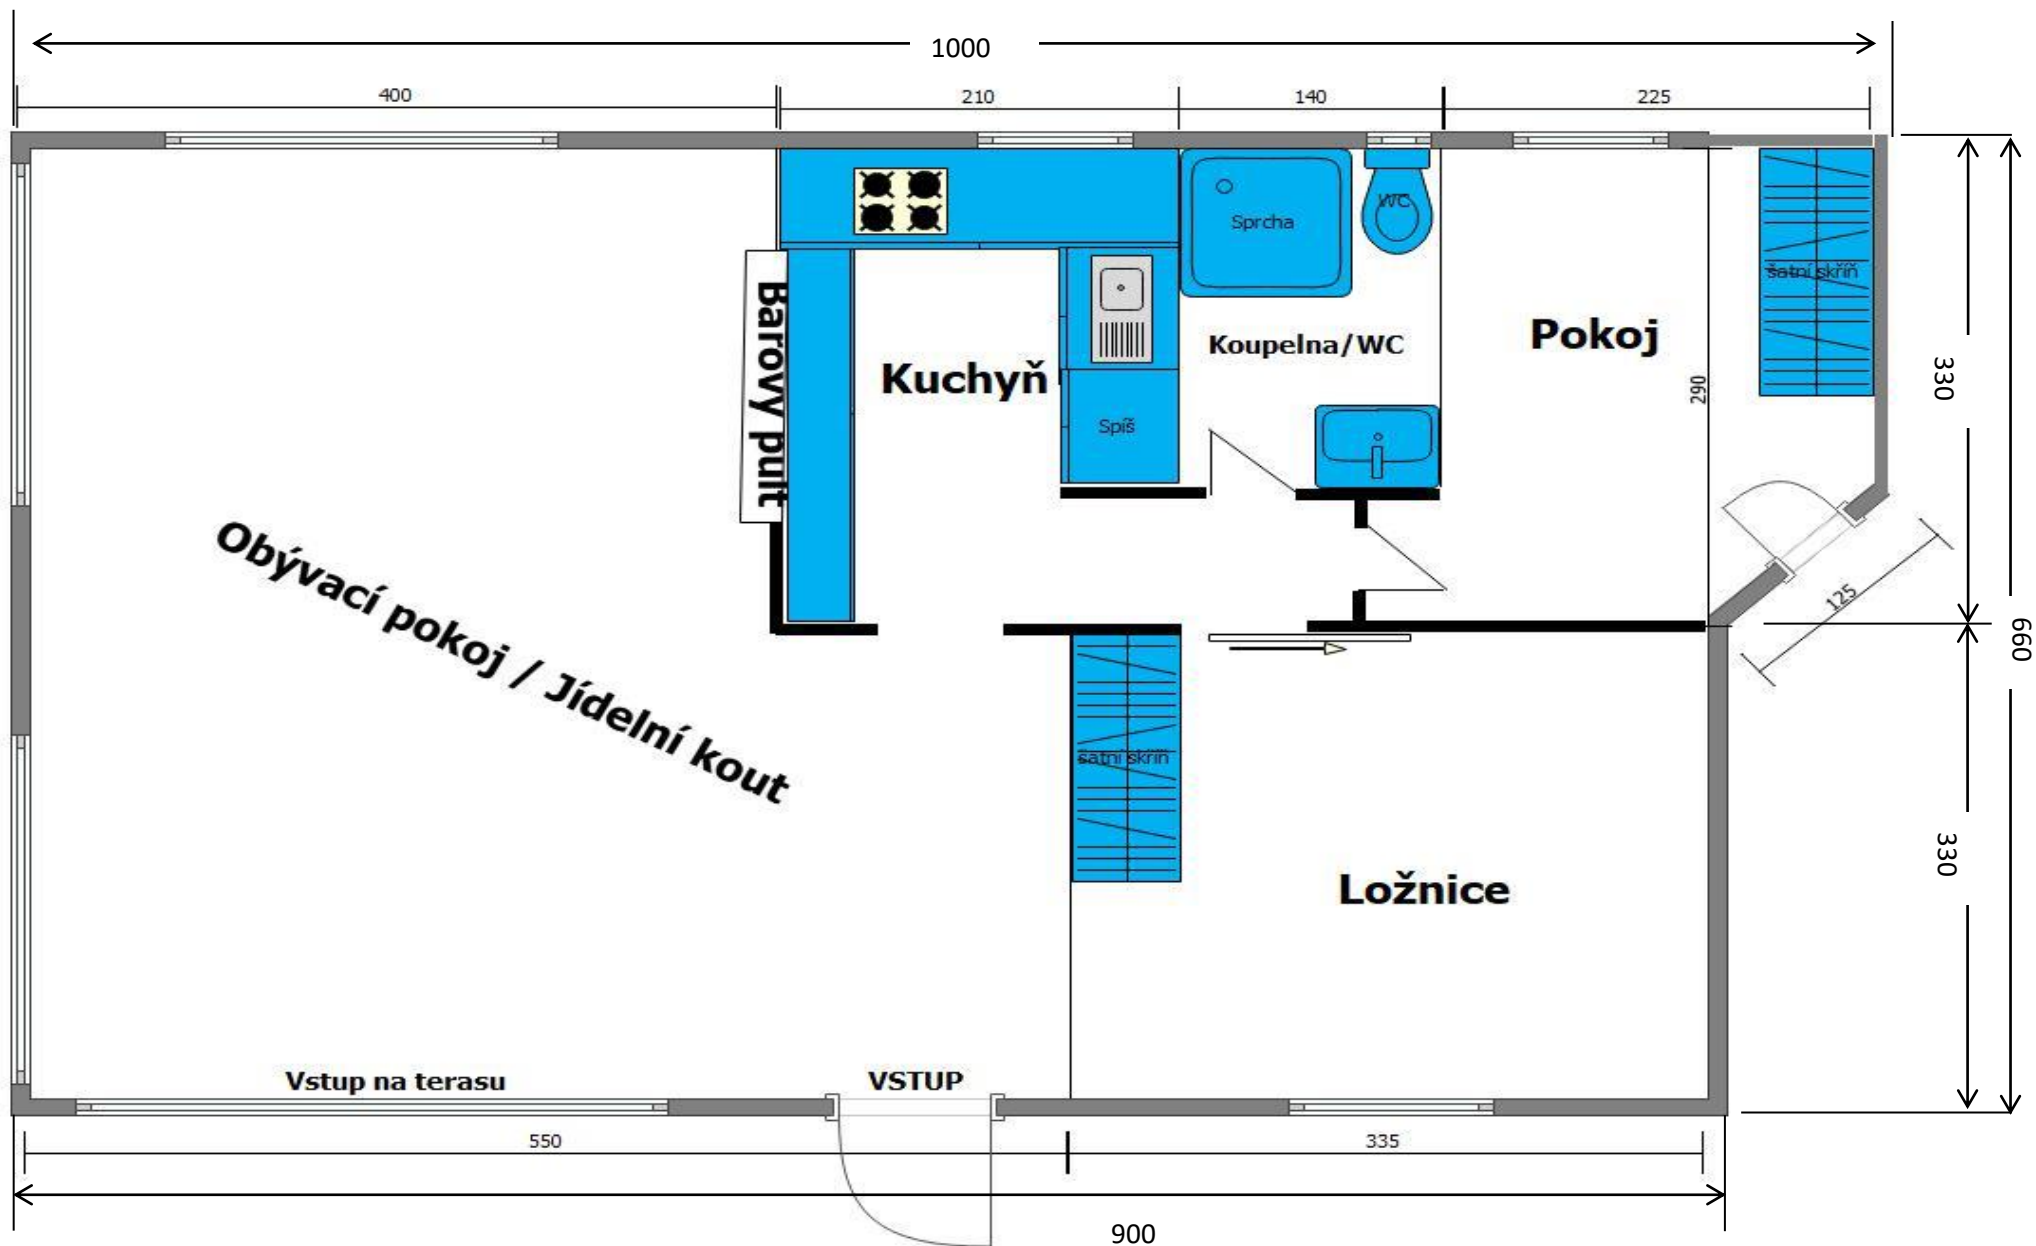 1000
400
210
140
225
Sprcha
WC
šatní skříň
Pokoj
Koupelna/WC
Barovy pult
Kuchyň
290
330
Spíš
Obývací pokoj / Jídelní kout
125
660
šatní skříň
330
Ložnice
Vstup na terasu
VSTUP
550
335
900